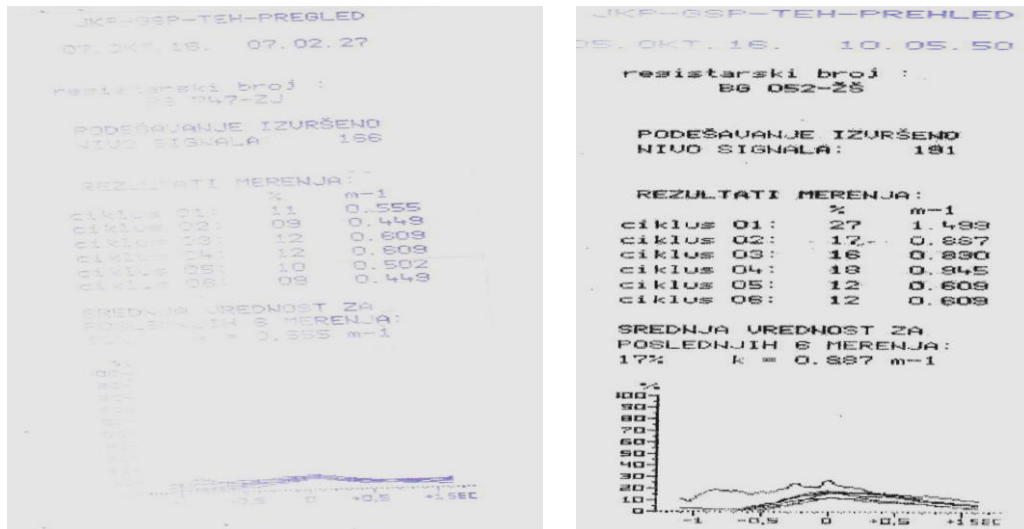 JKP-GSP-TEH-PREGLED
07.OKT.16. 07.02.27
registarski broj :
BG 747-ZJ
PODEŠAVANJE IZVRŠENO
NIVO SIGNALA: 166
REZULTATI MERENJA:
% m-1
ciklus 01: 11 0.555
ciklus 02: 09 0.449
ciklus 03: 12 0.609
ciklus 04: 12 0.609
ciklus 05: 10 0.502
ciklus 06: 09 0.449
SREDNJA VREDNOST ZA
POSLEDNJIH 6 MERENJA:
k = 0.555 m-1
-0,5 0 +0,5 +1 SEC
JKP-GSP-TEH-PREHLED
05.OKT.16. 10.05.50
registarski broj :
BG 052-ŽŠ
PODEŠAVANJE IZVRŠENO
NIVO SIGNALA: 191
REZULTATI MERENJA:
% m-1
ciklus 01: 27 1.499
ciklus 02: 17 0.887
ciklus 03: 16 0.830
ciklus 04: 18 0.945
ciklus 05: 12 0.609
ciklus 06: 12 0.609
SREDNJA VREDNOST ZA
POSLEDNJIH 6 MERENJA:
17% k = 0.887 m-1
%
100
90
80
70
60
50
40
30
20
10
0
-1 -0,5 0 +0,5 +1 SEC